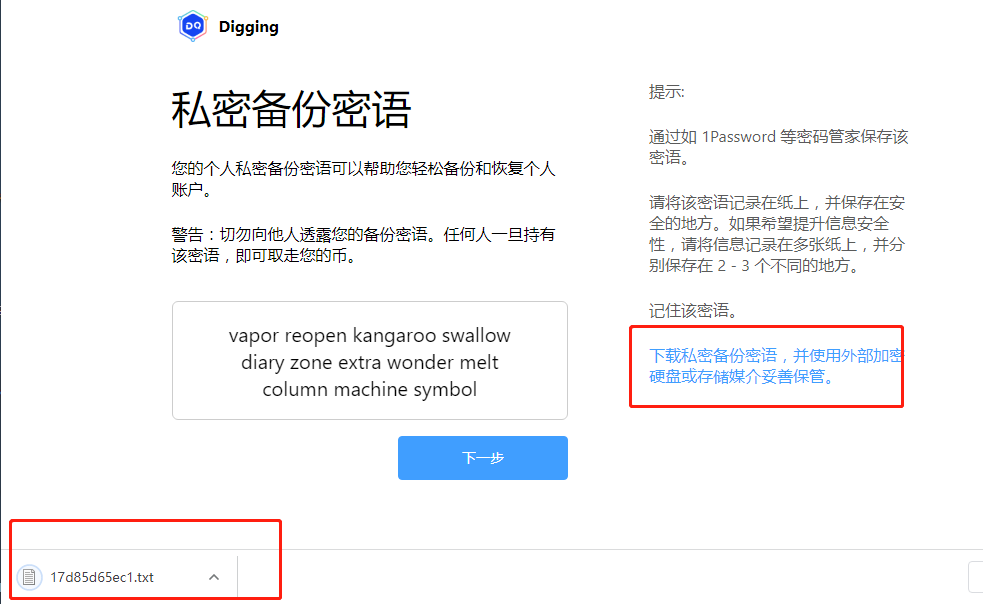 Digging
私密备份密语
您的个人私密备份密语可以帮助您轻松备份和恢复个人
账户。
警告：切勿向他人透露您的备份密语。任何人一旦持有
该密语，即可取走您的币。
vapor reopen kangaroo swallow
diary zone extra wonder melt
column machine symbol
下一步
提示:
通过如 1Password 等密码管家保存该
密语。
请将该密语记录在纸上，并保存在安
全的地方。如果希望提升信息安全
性，请将信息记录在多张纸上，并分
别保存在 2 - 3 个不同的地方。
记住该密语。
下载私密备份密语，并使用外部加密
硬盘或存储媒介妥善保管。
17d85d65ec1.txt